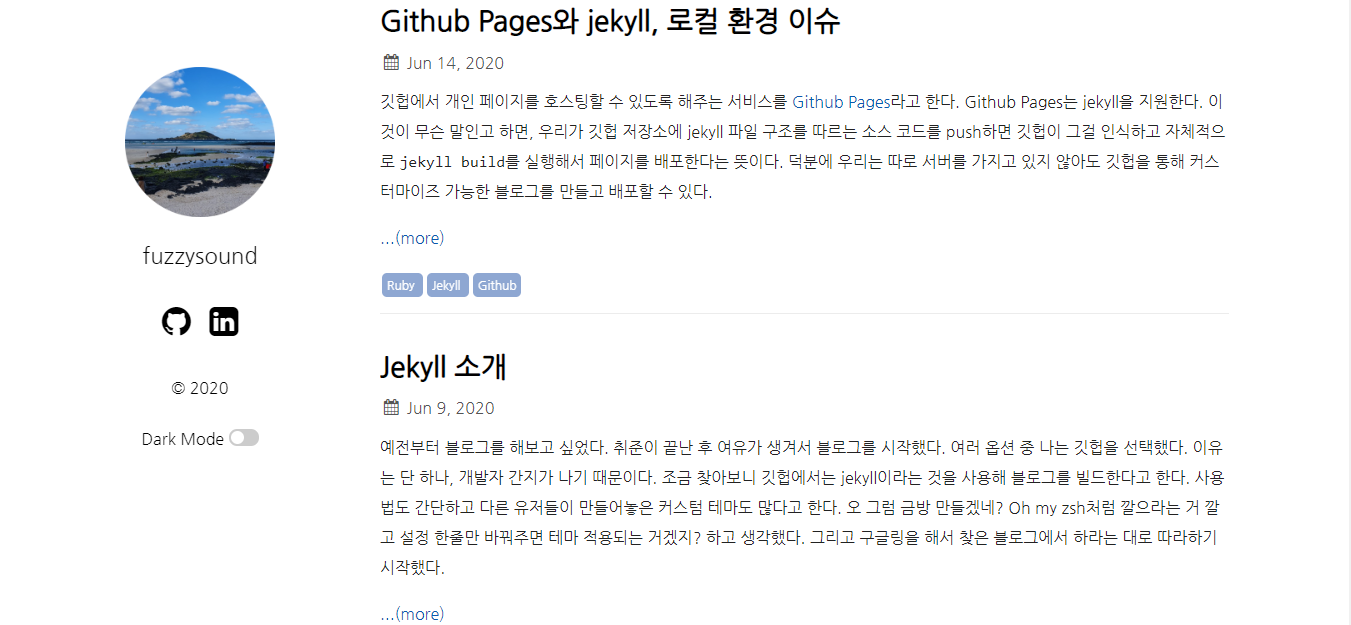 Github Pages와 jekyll, 로컬 환경 이슈
Jun 14, 2020
깃헙에서 개인 페이지를 호스팅할 수 있도록 해주는 서비스를 Github Pages라고 한다. Github Pages는 jekyll을 지원한다. 이
것이 무슨 말인고 하면, 우리가 깃헙 저장소에 jekyll 파일 구조를 따르는 소스 코드를 push하면 깃헙이 그걸 인식하고 자체적으
로 jekyll build를 실행해서 페이지를 배포한다는 뜻이다. 덕분에 우리는 따로 서버를 가지고 있지 않아도 깃헙을 통해 커스
터마이즈 가능한 블로그를 만들고 배포할 수 있다.
...(more)
Ruby Jekyll Github
fuzzysound
in
© 2020
Dark Mode
Jekyll 소개
Jun 9, 2020
예전부터 블로그를 해보고 싶었다. 취준이 끝난 후 여유가 생겨서 블로그를 시작했다. 여러 옵션 중 나는 깃헙을 선택했다. 이유
는 단 하나, 개발자 간지가 나기 때문이다. 조금 찾아보니 깃헙에서는 jekyll이라는 것을 사용해 블로그를 빌드한다고 한다. 사용
법도 간단하고 다른 유저들이 만들어놓은 커스텀 테마도 많다고 한다. 오 그럼 금방 만들겠네? Oh my zsh처럼 깔으라는 거 깔
고 설정 한줄만 바꿔주면 테마 적용되는 거겠지? 하고 생각했다. 그리고 구글링을 해서 찾은 블로그에서 하라는 대로 따라하기
시작했다.
...(more)